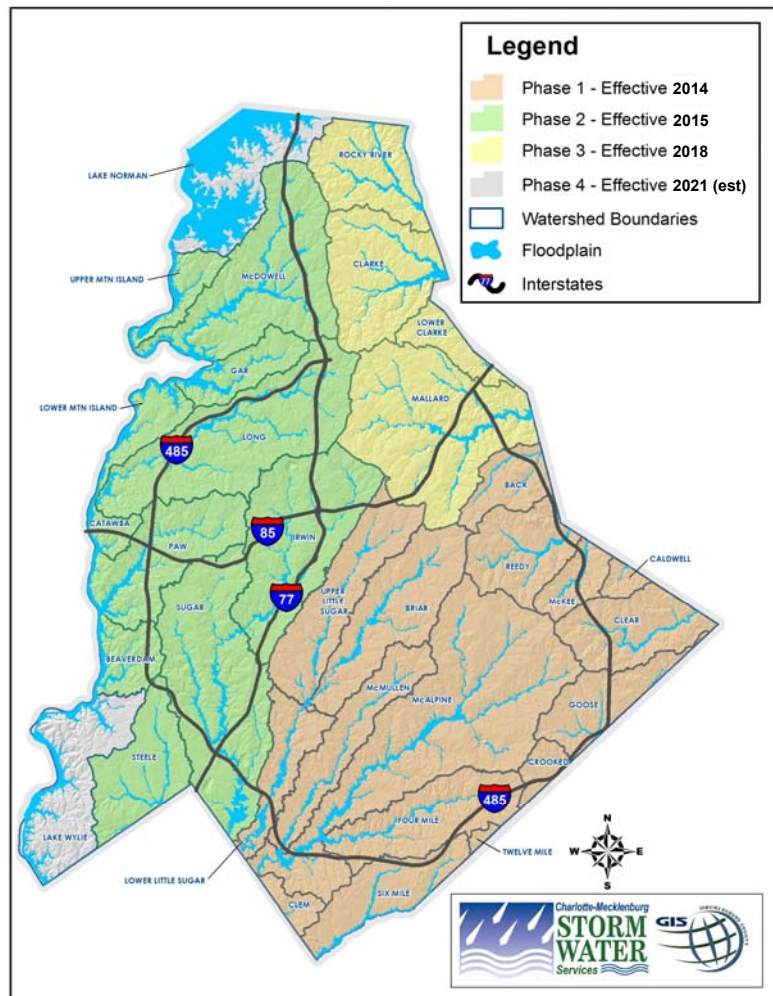 Legend
Phase 1 - Effective 2014
Phase 2 - Effective 2015
Phase 3 - Effective 2018
Phase 4 - Effective 2021 (est)
Watershed Boundaries
Floodplain
77
Interstates
ROCKY RIVER
LAKE NORMAN
CLARKE
UPPER MTN ISLAND
McDOWELL
LOWER
CLARKE
GAR
MALLARD
LOWER MTN ISLAND
LONG
485
BACK
CATAWBA
85
IRWIN
PAW
CALDWELL
REEDY
UPPER
LITTLE
SUGAR
77
McKEE
SUGAR
BRIAR
CLEAR
BEAVERDAM
McMULLEN
McALPINE
GOOSE
STEELE
CROOKED
485
FOUR MILE
LAKE WYLIE
TWELVE MILE
LOWER LITTLE SUGAR
SIX MILE
CLEM
N
W E
S
Charlotte-Mecklenburg
STORM
WATER
Services
GIS
MECKLENBURG COUNTY